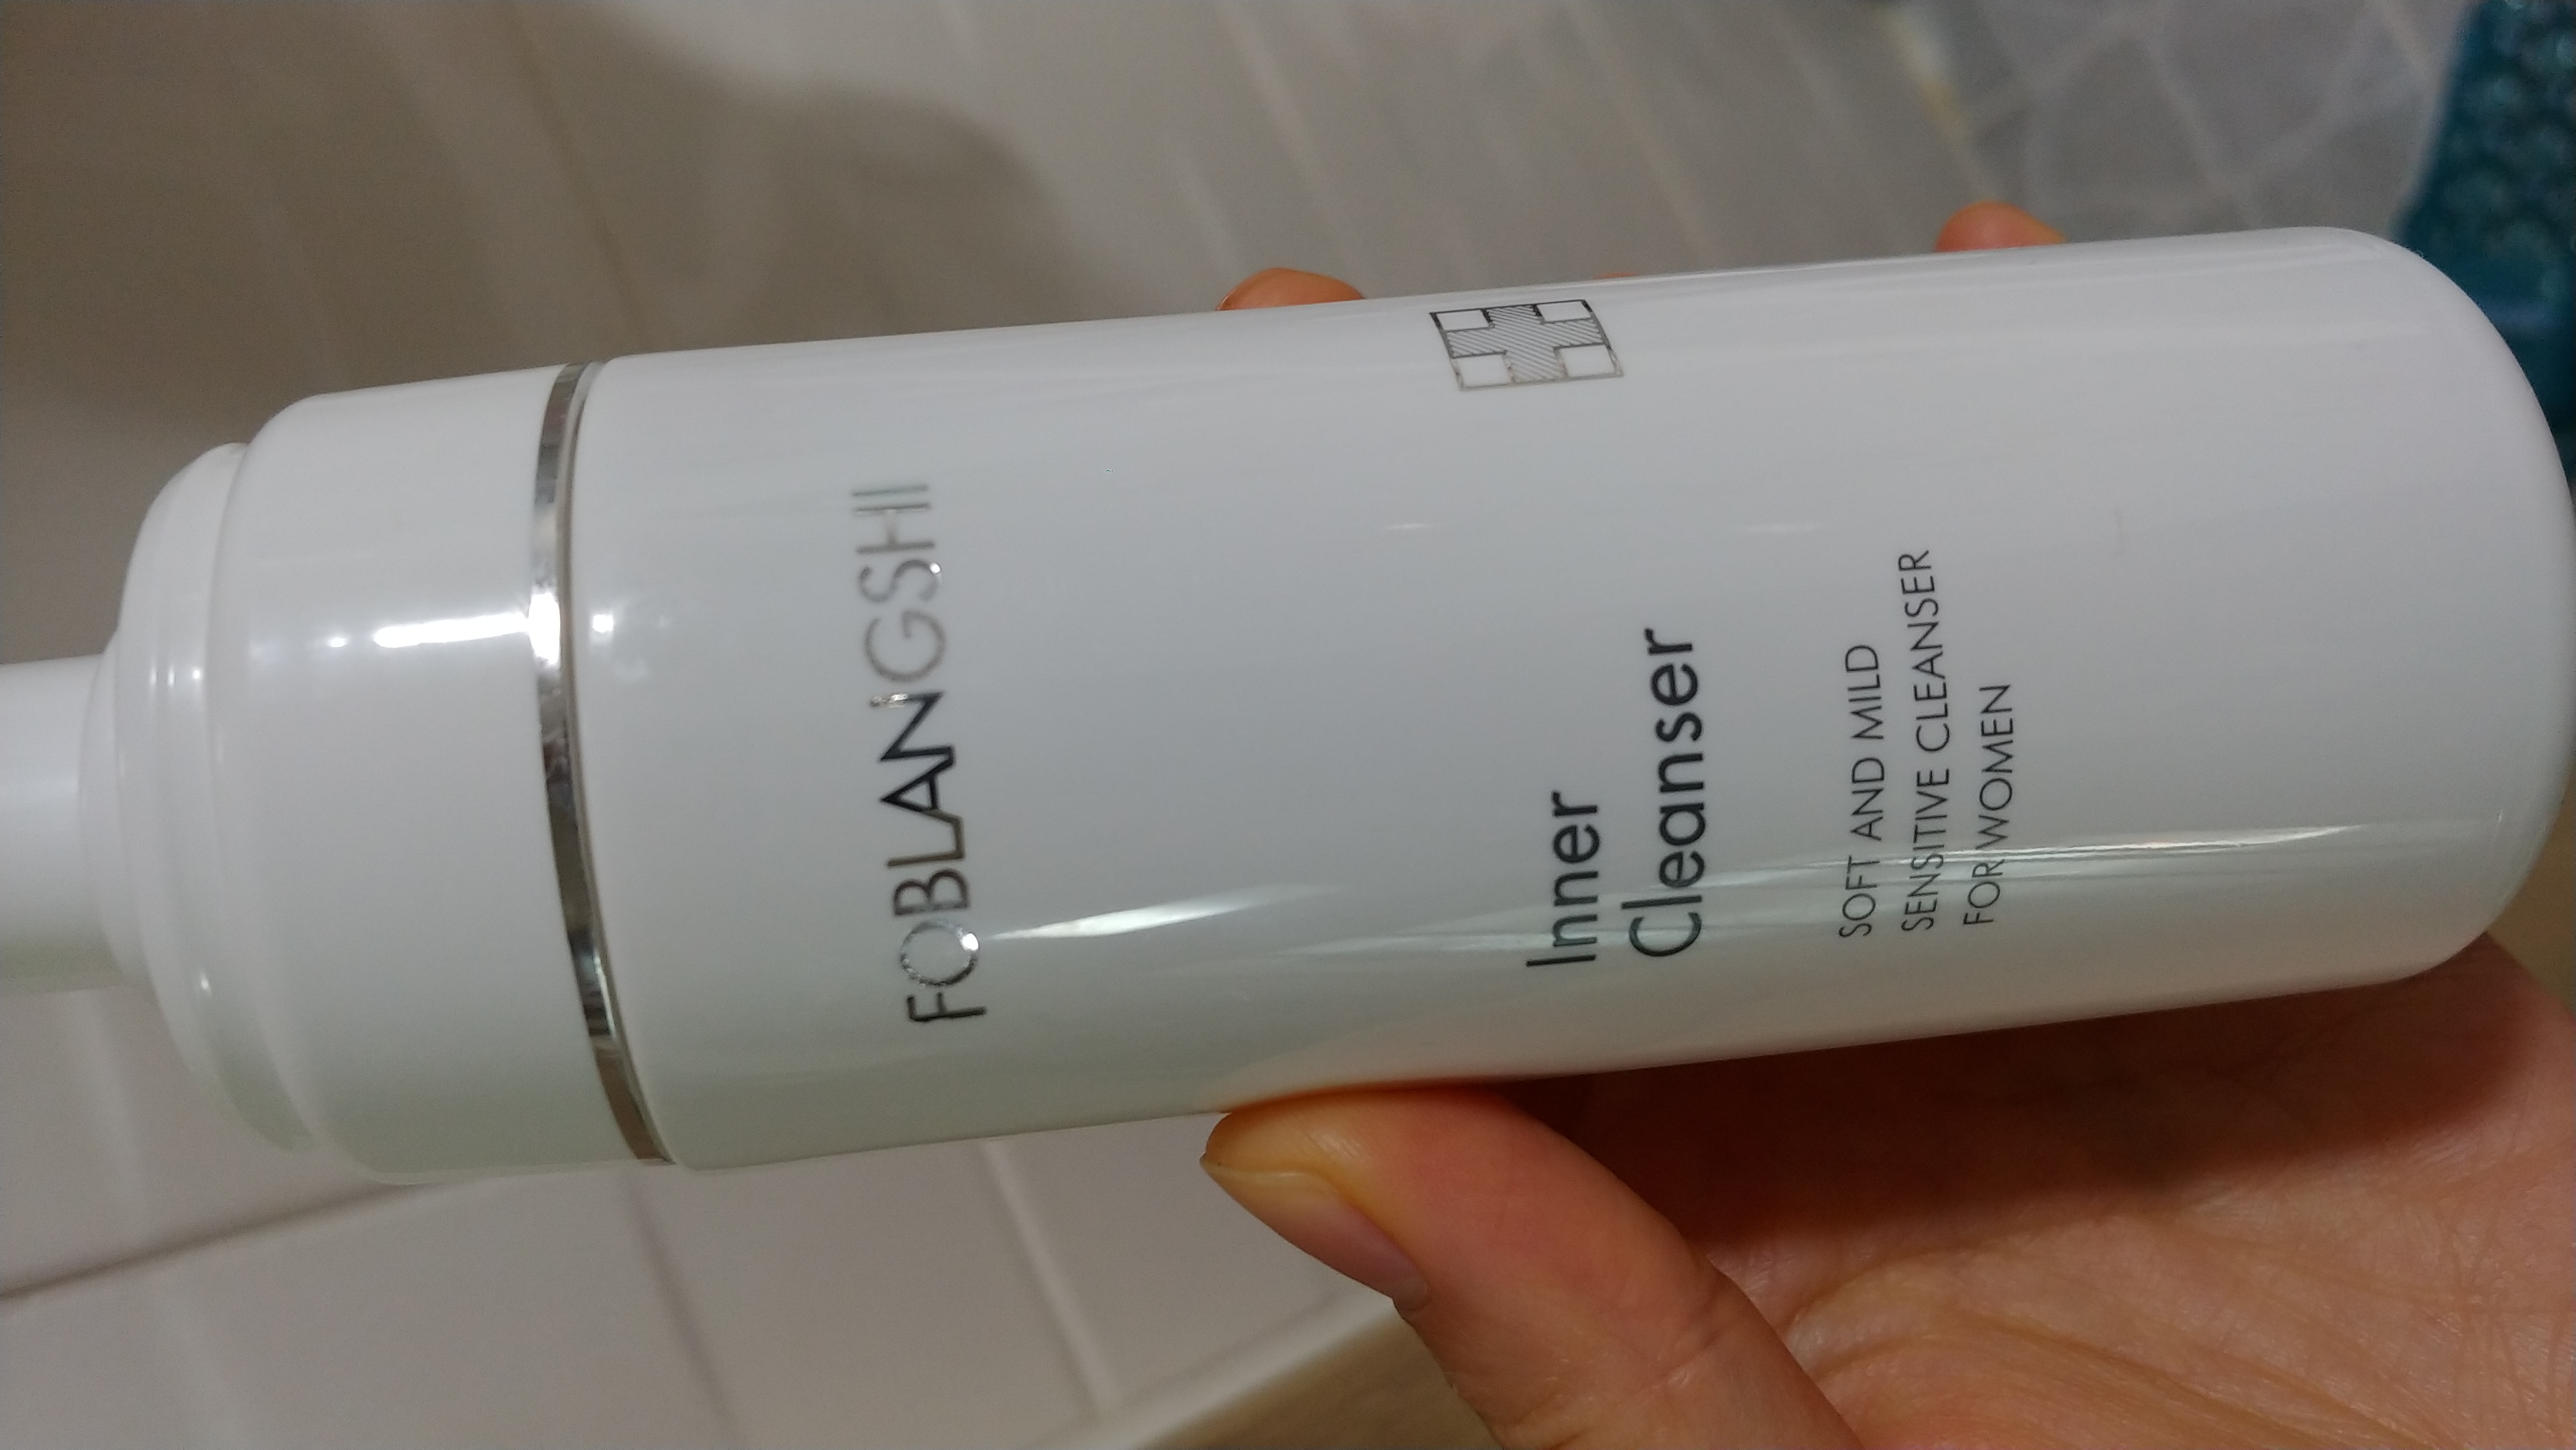 FOBLANGSHI
Inner
Cleanser
SOFT AND MILD
SENSITIVE CLEANSER
FOR WOMEN